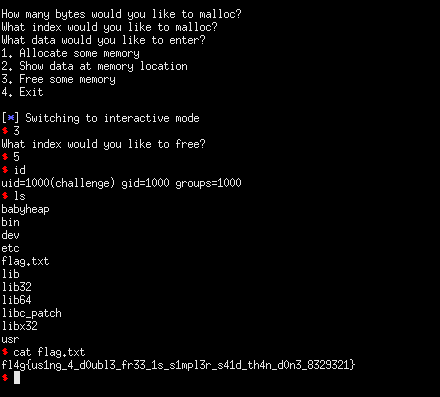 How many bytes would you like to malloc?
What index would you like to malloc?
What data would you like to enter?
1. Allocate some memory
2. Show data at memory location
3. Free some memory
4. Exit
[*] Switching to interactive mode
$ 3
What index would you like to free?
$ 5
$ id
uid=1000(challenge) gid=1000 groups=1000
$ ls
babyheap
bin
dev
etc
flag.txt
lib
lib32
lib64
libc_patch
libx32
usr
$ cat flag.txt
fl4g{us1ng_4_d0ubl3_fr33_1s_s1mpl3r_s41d_th4n_d0n3_8329321}
$